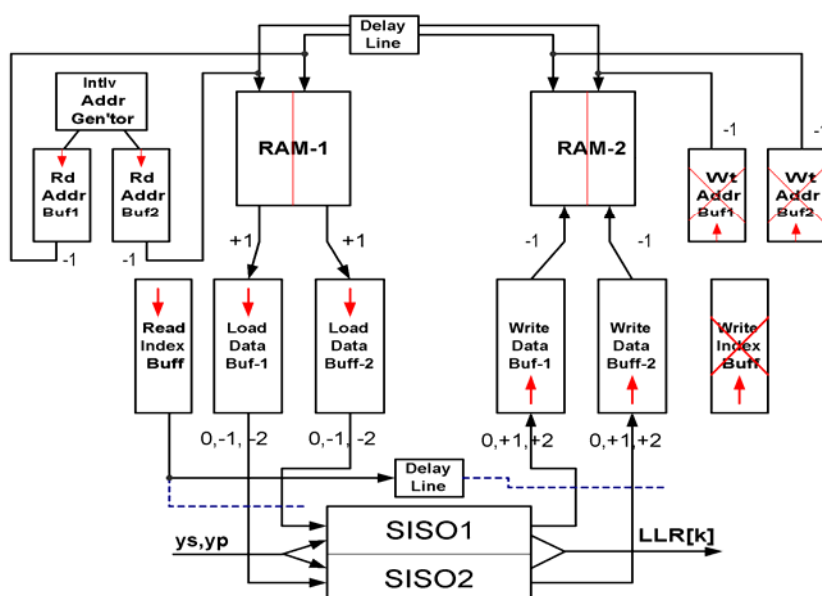 Delay
Line
Intlv
Addr
Gen'tor
RAM-1
RAM-2
-1
-1
Rd
Addr
Buf1
Rd
Addr
Buf2
Wt
Addr
Buf1
Wt
Addr
Buf2
-1
-1
+1
+1
-1
-1
Read
Index
Buff
Load
Data
Buf-1
Load
Data
Buff-2
Write
Data
Buf-1
Write
Data
Buff-2
Write
Index
Buff
0,-1,-2
0,-1,-2
0,+1,+2
0,+1,+2
Delay
Line
ys,yp
SISO1
SISO2
LLR[k]